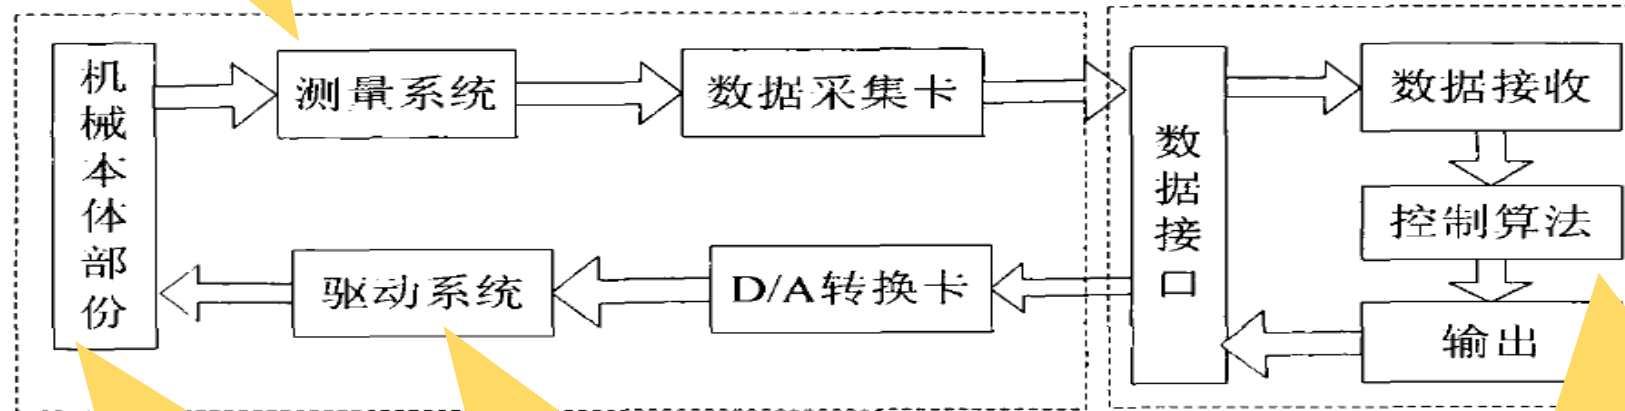 机械本体部份
测量系统
数据采集卡
数据接口
数据接收
控制算法
输出
D/A转换卡
驱动系统